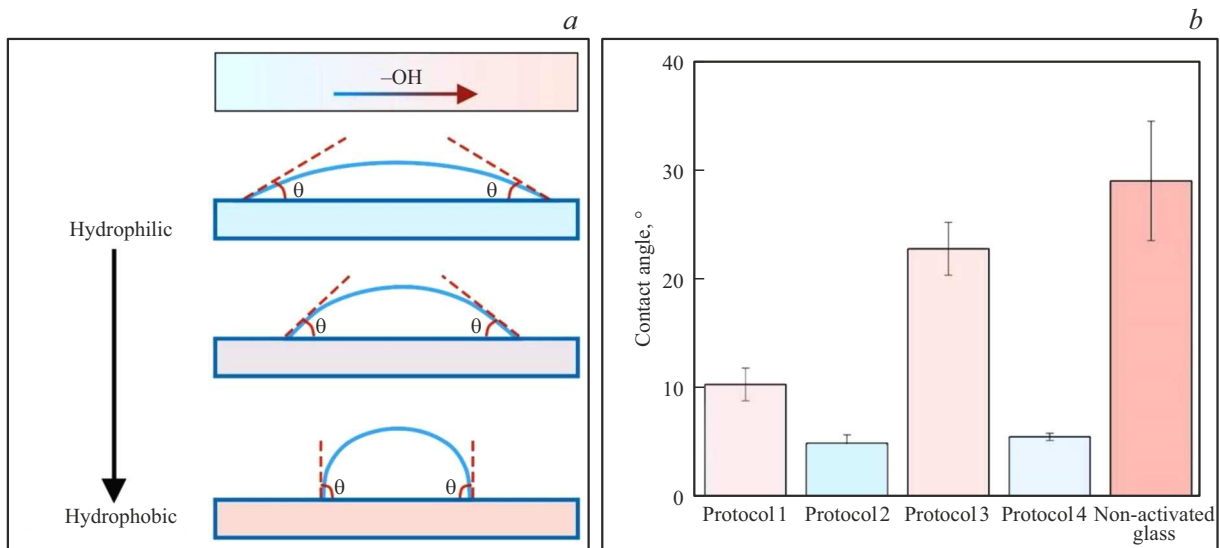 a
–OH
θ
θ
Hydrophilic
θ
θ
θ
θ
Hydrophobic
b
40
30
20
10
0
Contact angle, °
Protocol 1
Protocol 2
Protocol 3
Protocol 4
Non-activated
glass